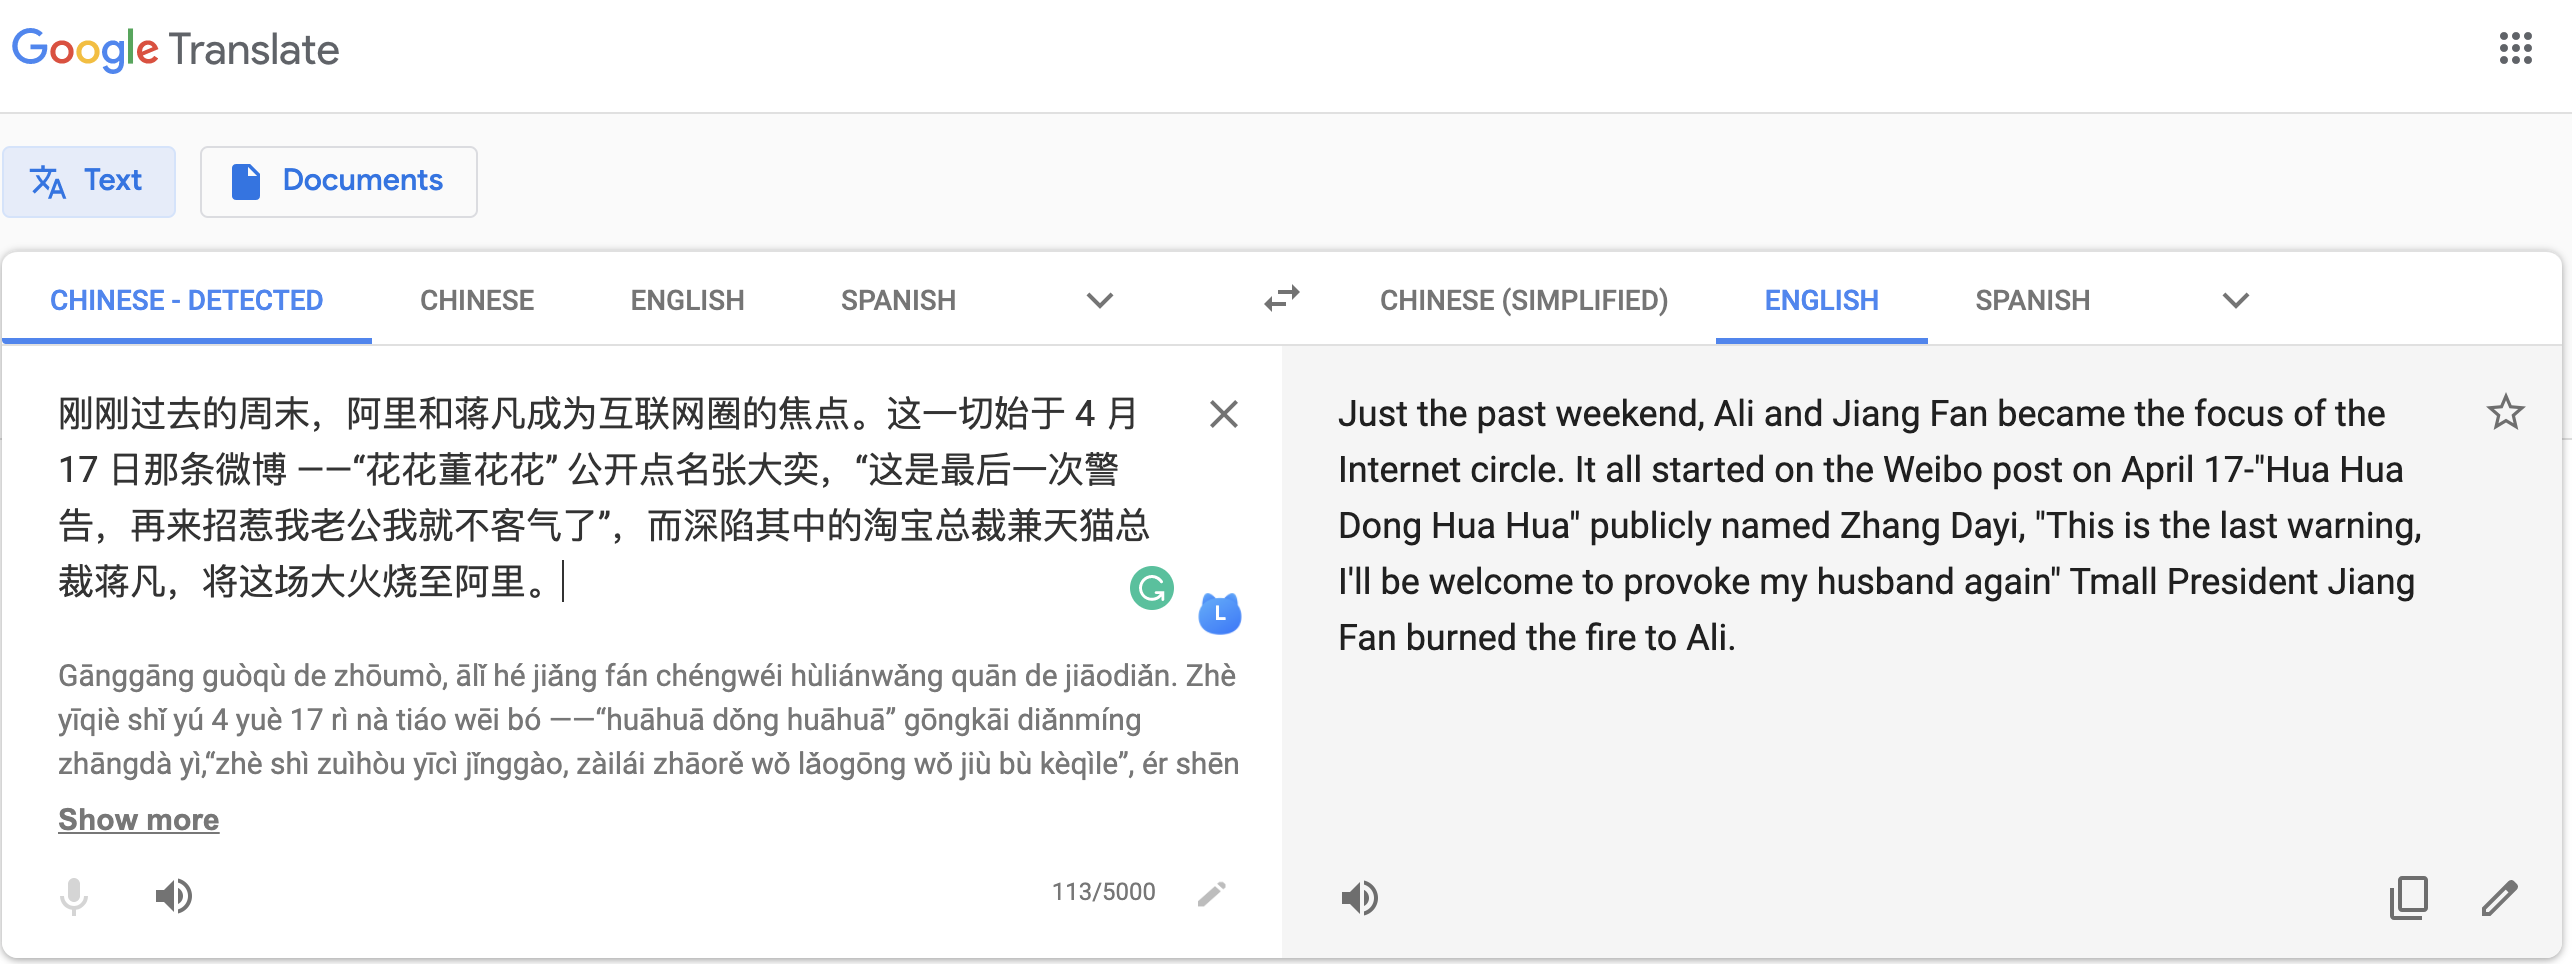 Google Translate
Text
Documents
CHINESE - DETECTED
CHINESE
ENGLISH
SPANISH
CHINESE (SIMPLIFIED)
ENGLISH
SPANISH
刚刚过去的周末，阿里和蒋凡成为互联网圈的焦点。这一切始于 4 月
17 日那条微博 ——“花花董花花” 公开点名张大奕，“这是最后一次警
告，再来招惹我老公我就不客气了”，而深陷其中的淘宝总裁兼天猫总
裁蒋凡，将这场大火烧至阿里。
L
Gānggāng guòqù de zhōumò, ālǐ hé jiǎng fán chéngwéi hùliánwǎng quān de jiāodiǎn. Zhè
yīqiè shǐ yú 4 yuè 17 rì nà tiáo wēi bó ——“huāhuā dǒng huāhuā” gōngkāi diǎnmíng
zhāngdà yì,“zhè shì zuìhòu yīcì jǐnggào, zàilái zhāorě wǒ lǎogōng wǒ jiù bù kèqìle”, ér shēn
Show more
113/5000
Just the past weekend, Ali and Jiang Fan became the focus of the
Internet circle. It all started on the Weibo post on April 17-"Hua Hua
Dong Hua Hua" publicly named Zhang Dayi, "This is the last warning,
I'll be welcome to provoke my husband again" Tmall President Jiang
Fan burned the fire to Ali.